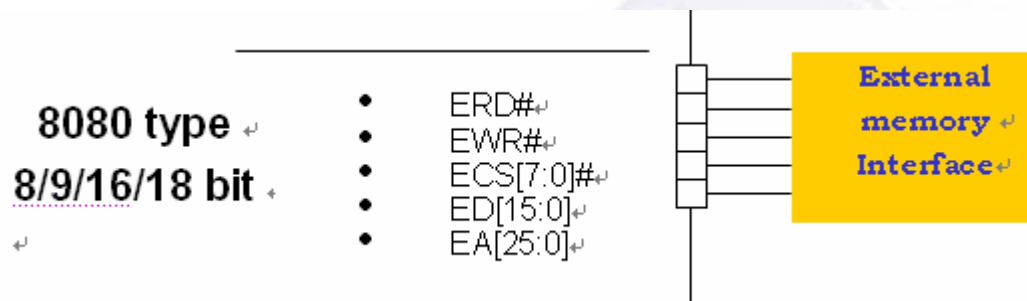 8080 type
8/9/16/18 bit
• ERD#
• EWR#
• ECS[7:0]#
• ED[15:0]
• EA[25:0]
External
memory
Interface